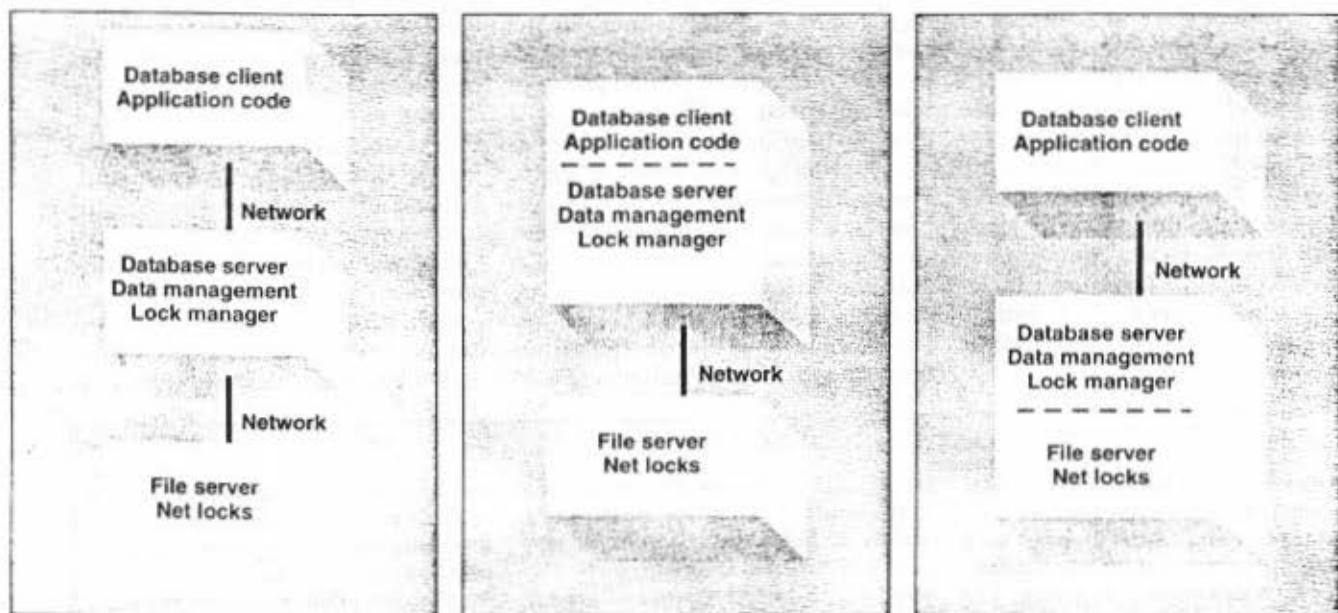 Database client
Application code
Network
Database server
Data management
Lock manager
Network
File server
Net locks
Database client
Application code
Database server
Data management
Lock manager
Network
File server
Net locks
Database client
Application code
Network
Database server
Data management
Lock manager
File server
Net locks